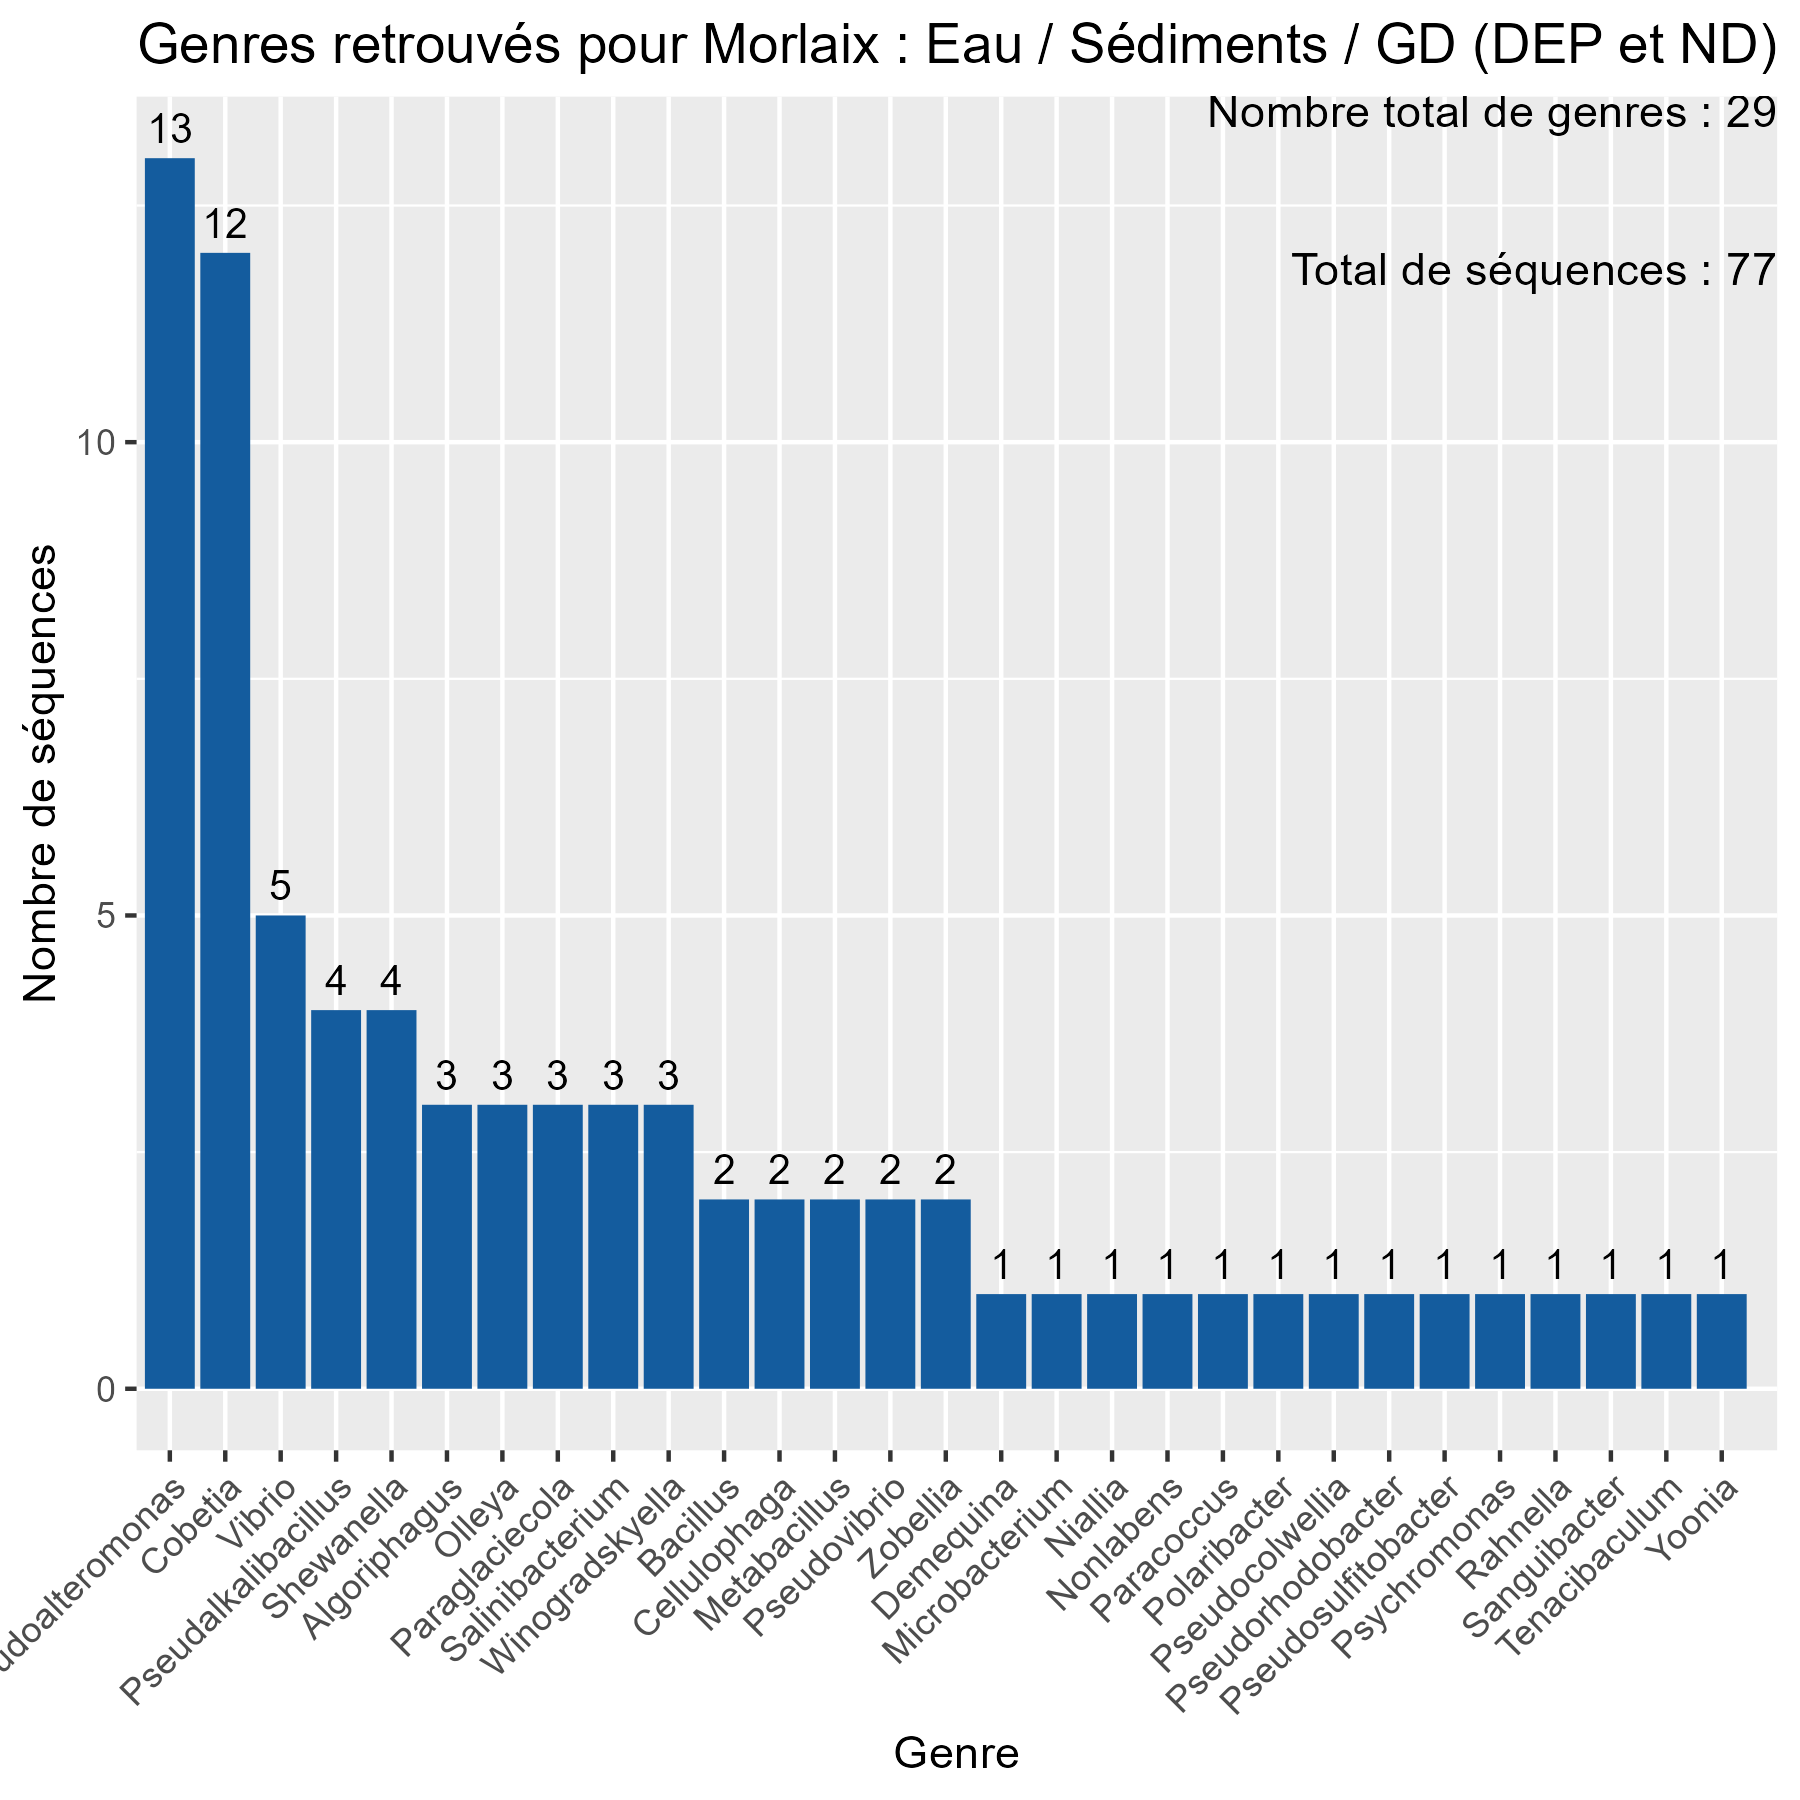 Genres retrouvés pour Morlaix : Eau / Sédiments / GD (DEP et ND)
Nombre total de genres : 29
Total de séquences : 77
13
12
5
4
4
3
3
3
3
3
2
2
2
2
2
1
1
1
1
1
1
1
1
1
1
1
1
1
1
Nombre de séquences
10
5
0
udoalteromonas
Cobetia
Vibrio
Pseudalkalibacillus
Shewanella
Algoriphagus
Olleya
Paraglaciecola
Salinibacterium
Winogradskyella
Bacillus
Cellulophaga
Metabacillus
Pseudovibrio
Zobellia
Demequina
Microbacterium
Niallia
Nonlabens
Paracoccus
Polaribacter
Pseudocolwellia
Pseudorhodobacter
Pseudosulfitobacter
Psychromonas
Rahnella
Sanguibacter
Tenacibaculum
Yoonia
Genre